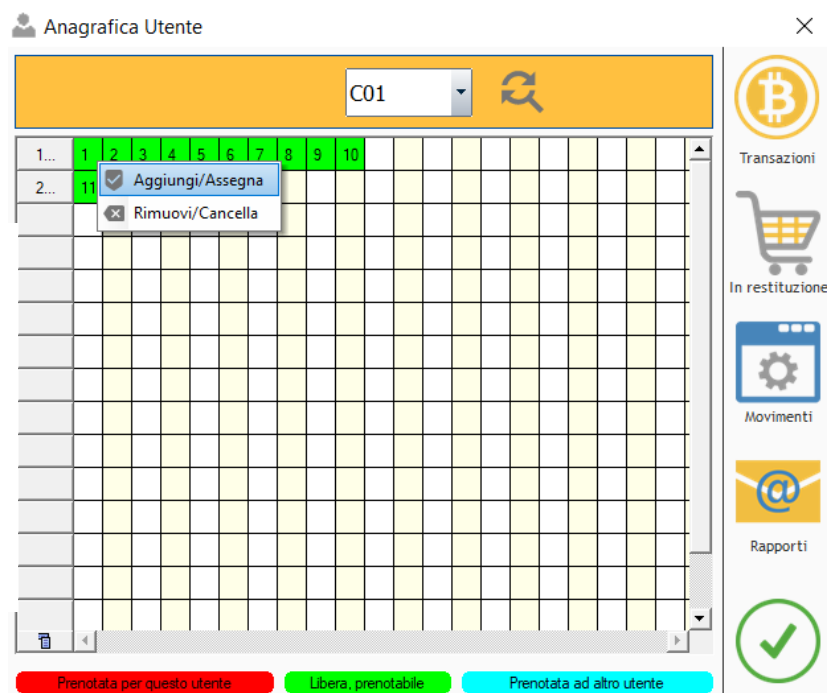 Anagrafica Utente
C01
1... 1 2 3 4 5 6 7 8 9 10
2... 11
Aggiungi/Assegna
Rimuovi/Cancella
Transazioni
In restituzione
Movimenti
@
Rapporti
Prenotata per questo utente Libera, prenotabile Prenotata ad altro utente